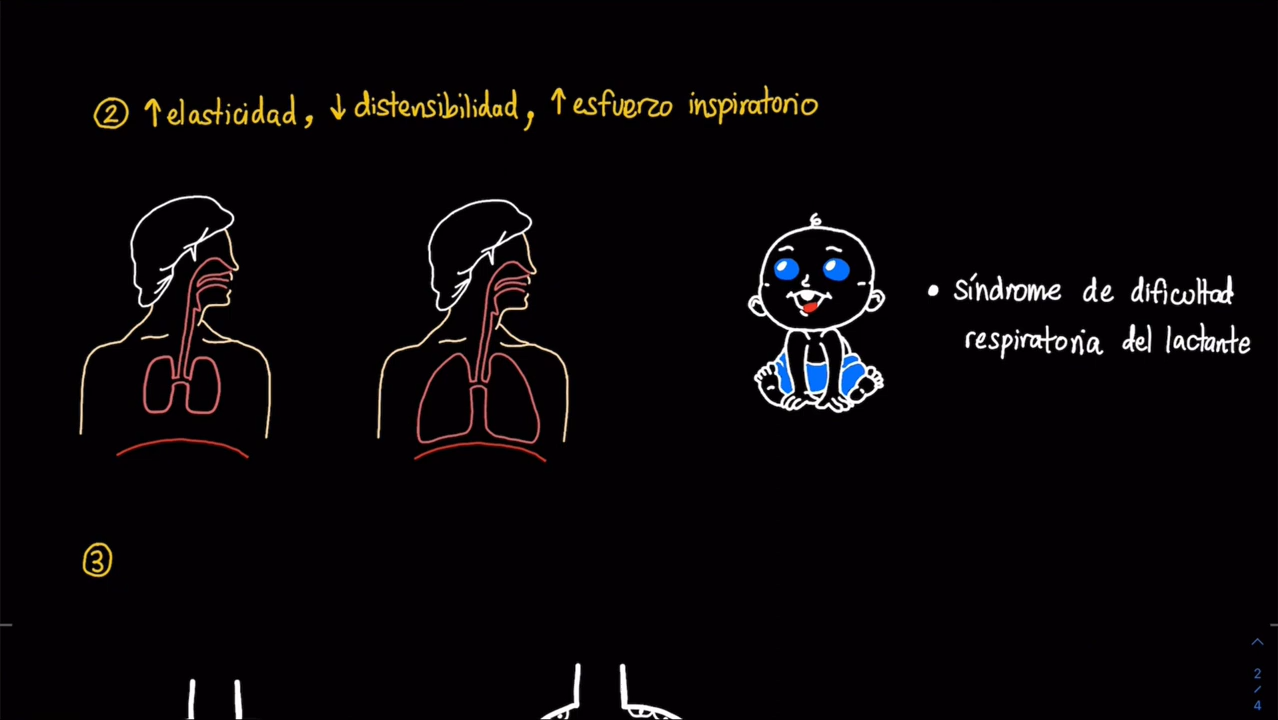 ② ↑ elasticidad, ↓ distensibilidad, ↑ esfuerzo inspiratorio
• síndrome de dificultad
respiratoria del lactante
③
2
/
4